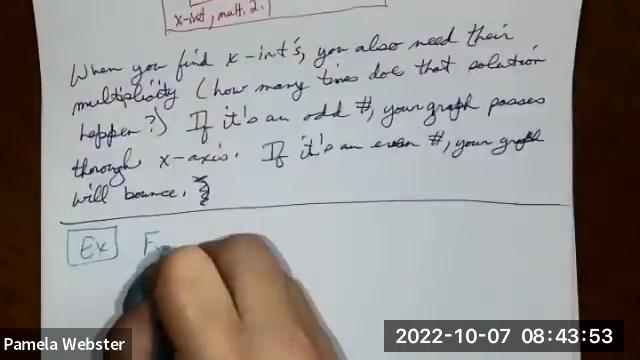 x-int, mult. 2.
When you find x-int's, you also need their
multiplicity (how many times does that solution
happen?) If it's an odd #, your graph passes
through x-axis. If it's an even #, your graph
will bounce.
Ex
Pamela Webster
2022-10-07 08:43:53